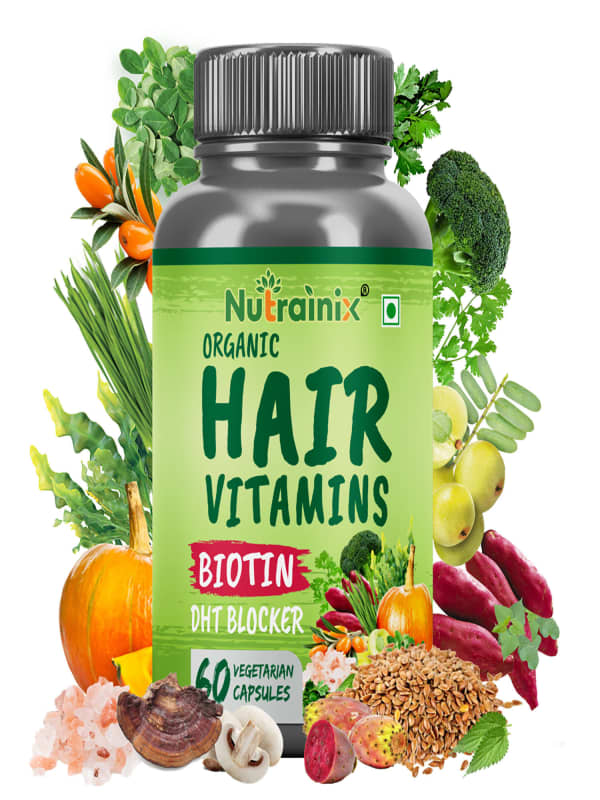 Nutrainix®
ORGANIC
HAIR
VITAMINS
BIOTIN
DHT BLOCKER
60 VEGETARIAN
CAPSULES